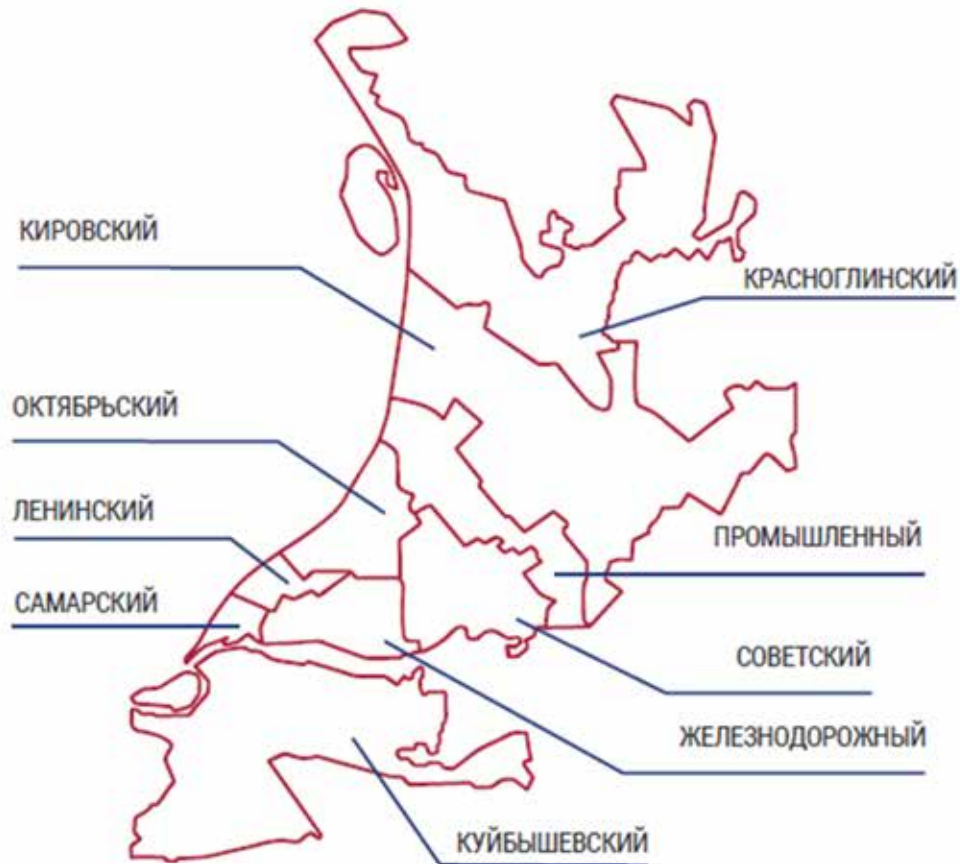 КИРОВСКИЙ
КРАСНОГЛИНСКИЙ
ОКТЯБРЬСКИЙ
ЛЕНИНСКИЙ
ПРОМЫШЛЕННЫЙ
САМАРСКИЙ
СОВЕТСКИЙ
ЖЕЛЕЗНОДОРОЖНЫЙ
КУЙБЫШЕВСКИЙ